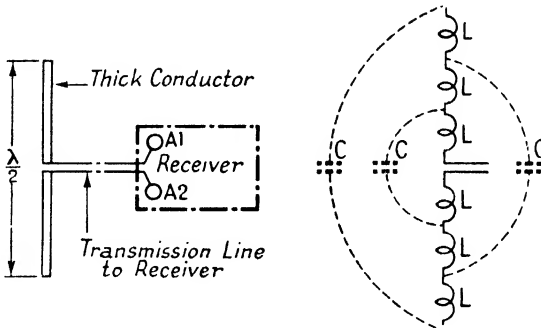 Thick Conductor
λ/2
A1
Receiver
A2
Transmission Line
to Receiver
L
L
L
C
C
C
L
L
L